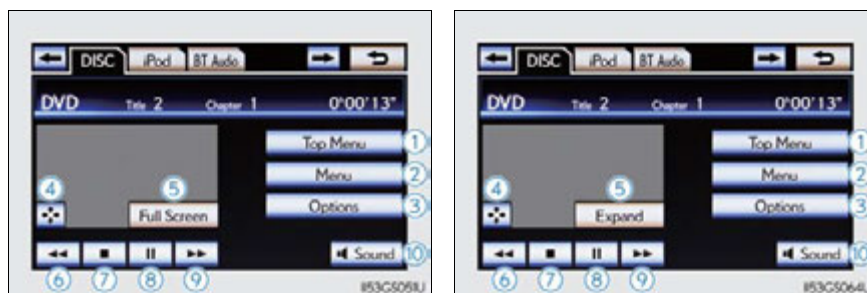 DISC iPod BT Audio
DVD Title 2 Chapter 1 0°00'13"
Top Menu 1
Menu 2
4 5
Options 3
Full Screen
Sound 10
6 7 8 9
II53GS051U
DISC iPod BT Audio
DVD Title 2 Chapter 1 0°00'13"
Top Menu 1
Menu 2
4 5
Options 3
Expand
Sound 10
6 7 8 9